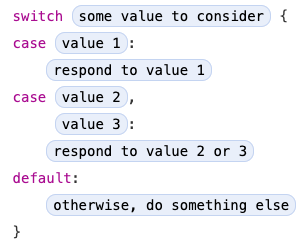 switch some value to consider {
case value 1:
respond to value 1
case value 2,
value 3:
respond to value 2 or 3
default:
otherwise, do something else
}